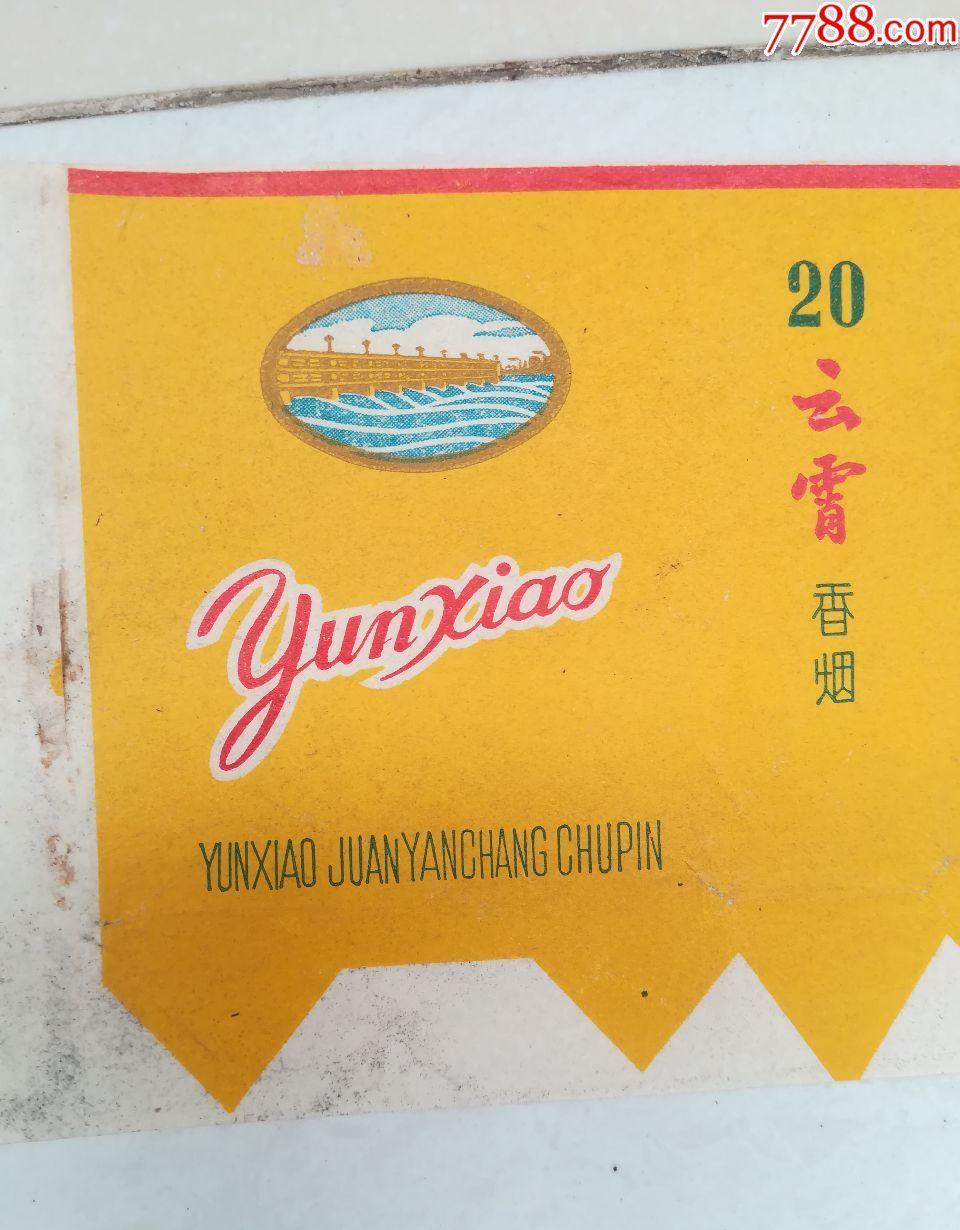 7788.com
20
云霄
香烟
Yunxiao
YUNXIAO JUANYANCHANG CHUPIN